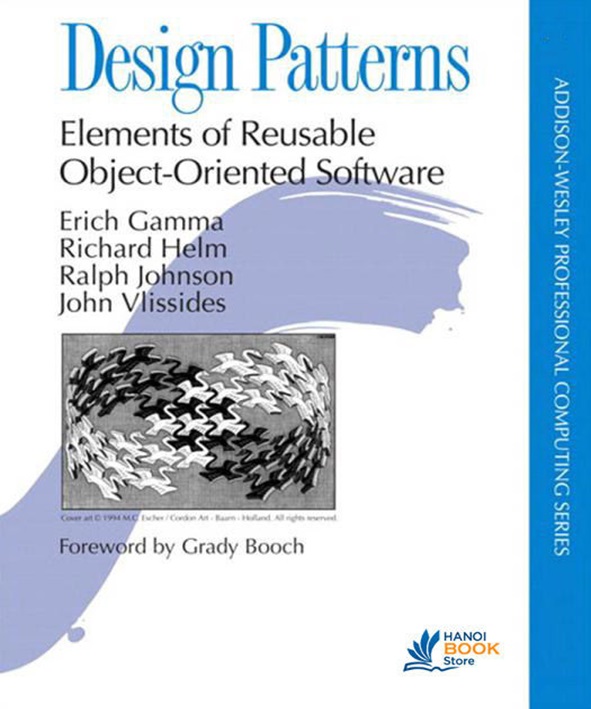 Design Patterns
Elements of Reusable
Object-Oriented Software
Erich Gamma
Richard Helm
Ralph Johnson
John Vlissides
Cover art © 1994 M.C. Escher / Cordon Art - Baarn - Holland. All rights reserved.
Foreword by Grady Booch
ADDISON-WESLEY PROFESSIONAL COMPUTING SERIES
HANOI
BOOK
Store